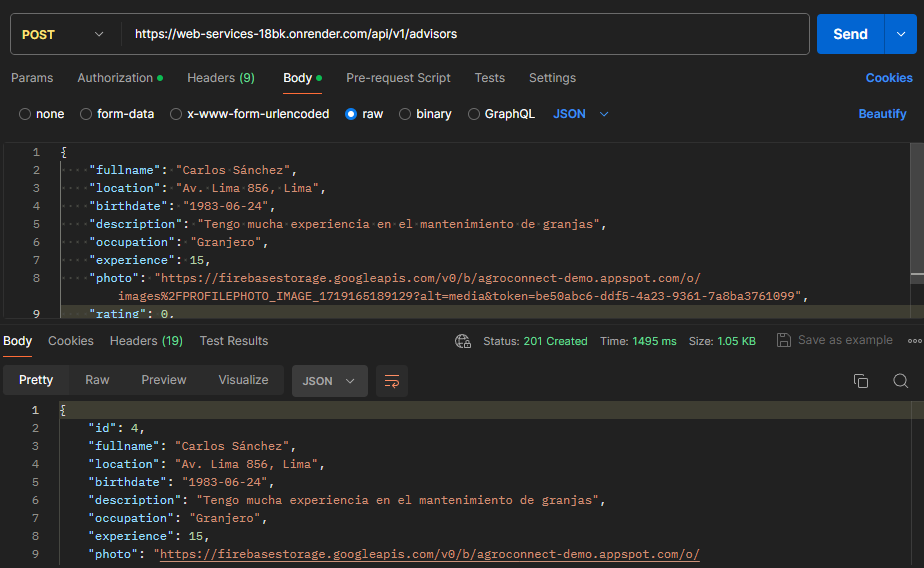 POST https://web-services-18bk.onrender.com/api/v1/advisors Send
Params Authorization Headers (9) Body Pre-request Script Tests Settings Cookies
none form-data x-www-form-urlencoded raw binary GraphQL JSON Beautify
1 {
2 "fullname": "Carlos Sánchez",
3 "location": "Av. Lima 856, Lima",
4 "birthdate": "1983-06-24",
5 "description": "Tengo mucha experiencia en el mantenimiento de granjas",
6 "occupation": "Granjero",
7 "experience": 15,
8 "photo": "https://firebasestorage.googleapis.com/v0/b/agroconnect-demo.appspot.com/o/
images%2FPROFILEPHOTO_IMAGE_1719165189129?alt=media&token=be50abc6-ddf5-4a23-9361-7a8ba3761099",
9 "rating": 0,
Body Cookies Headers (19) Test Results Status: 201 Created Time: 1495 ms Size: 1.05 KB Save as example
Pretty Raw Preview Visualize JSON
1 {
2 "id": 4,
3 "fullname": "Carlos Sánchez",
4 "location": "Av. Lima 856, Lima",
5 "birthdate": "1983-06-24",
6 "description": "Tengo mucha experiencia en el mantenimiento de granjas",
7 "occupation": "Granjero",
8 "experience": 15,
9 "photo": "https://firebasestorage.googleapis.com/v0/b/agroconnect-demo.appspot.com/o/